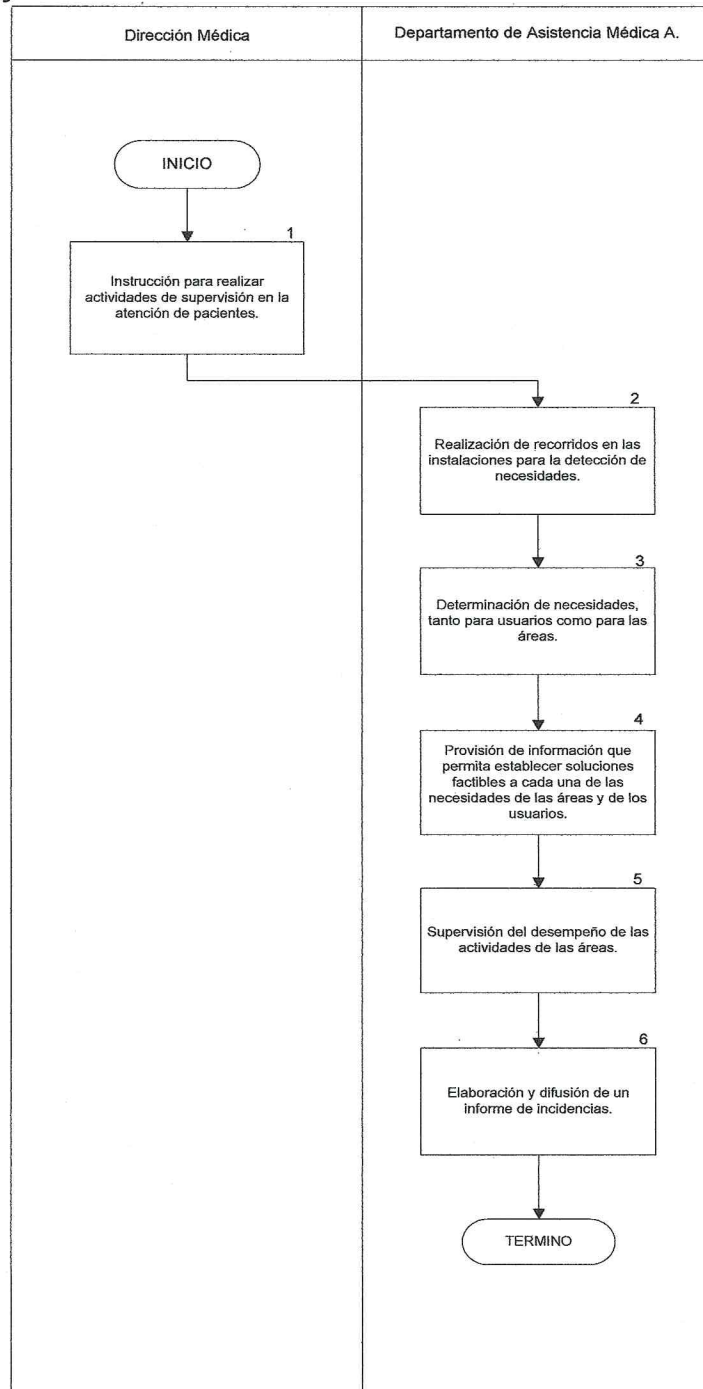 Dirección Médica
Departamento de Asistencia Médica A.
INICIO
1
Instrucción para realizar
actividades de supervisión en la
atención de pacientes.
2
Realización de recorridos en las
instalaciones para la detección de
necesidades.
3
Determinación de necesidades,
tanto para usuarios como para las
áreas.
4
Provisión de información que
permita establecer soluciones
factibles a cada una de las
necesidades de las áreas y de los
usuarios.
5
Supervisión del desempeño de las
actividades de las áreas.
6
Elaboración y difusión de un
informe de incidencias.
TERMINO